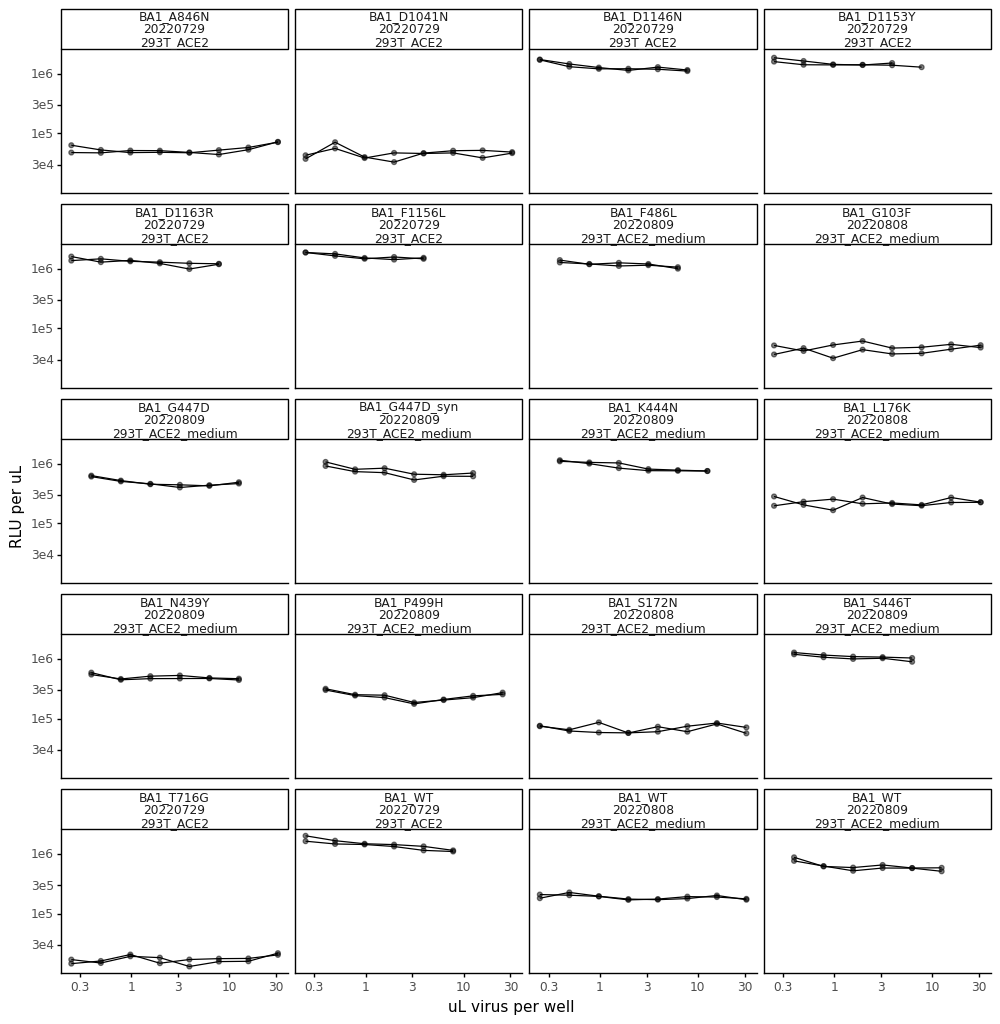 BA1_A846N
20220729
293T_ACE2
BA1_D1041N
20220729
293T_ACE2
BA1_D1146N
20220729
293T_ACE2
BA1_D1153Y
20220729
293T_ACE2
1e6
3e5
1e5
3e4
BA1_D1163R
20220729
293T_ACE2
BA1_F1156L
20220729
293T_ACE2
BA1_F486L
20220809
293T_ACE2_medium
BA1_G103F
20220808
293T_ACE2_medium
1e6
3e5
1e5
3e4
BA1_G447D
20220809
293T_ACE2_medium
BA1_G447D_syn
20220809
293T_ACE2_medium
BA1_K444N
20220809
293T_ACE2_medium
BA1_L176K
20220808
293T_ACE2_medium
RLU per uL
1e6
3e5
1e5
3e4
BA1_N439Y
20220809
293T_ACE2_medium
BA1_P499H
20220809
293T_ACE2_medium
BA1_S172N
20220808
293T_ACE2_medium
BA1_S446T
20220809
293T_ACE2_medium
1e6
3e5
1e5
3e4
BA1_T716G
20220729
293T_ACE2
BA1_WT
20220729
293T_ACE2
BA1_WT
20220808
293T_ACE2_medium
BA1_WT
20220809
293T_ACE2_medium
1e6
3e5
1e5
3e4
0.3 1 3 10 30
0.3 1 3 10 30
0.3 1 3 10 30
0.3 1 3 10 30
uL virus per well